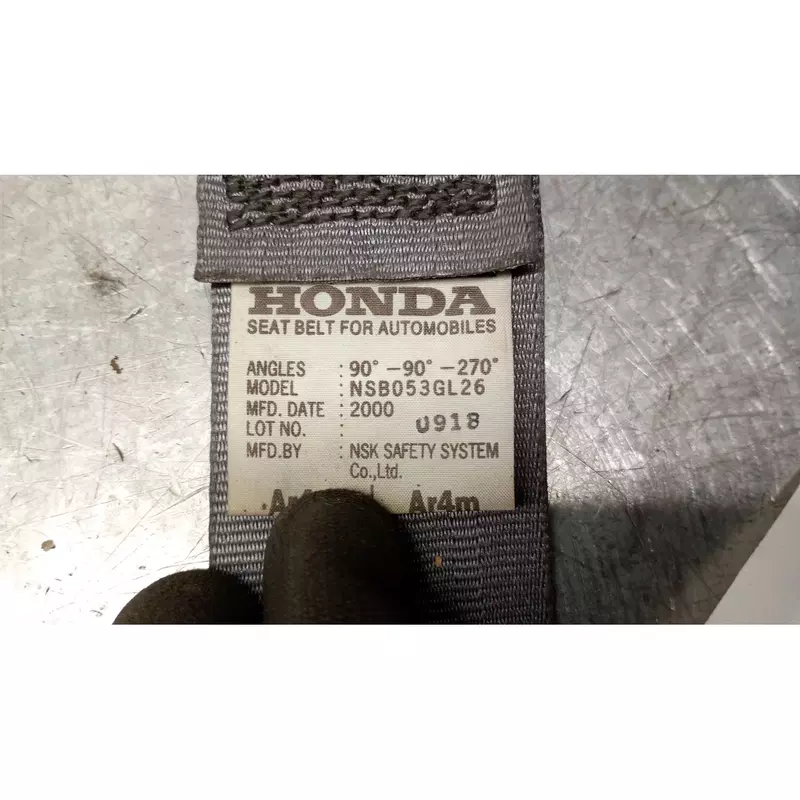 HONDA
SEAT BELT FOR AUTOMOBILES
ANGLES : 90° -90° -270°
MODEL : NSB053GL26
MFD. DATE : 2000
LOT NO. : 0918
MFD.BY : NSK SAFETY SYSTEM
Co.,Ltd.
Ar4m